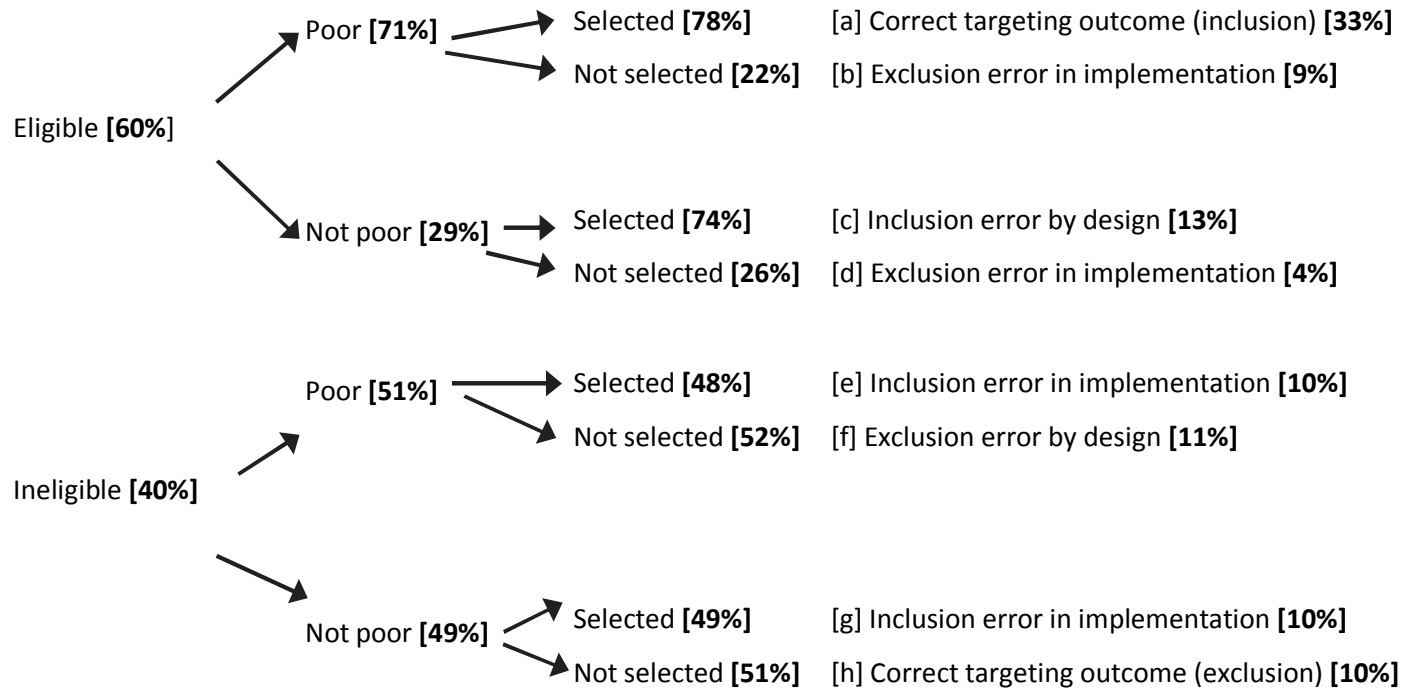 Poor [71%]
Selected [78%] [a] Correct targeting outcome (inclusion) [33%]
Not selected [22%] [b] Exclusion error in implementation [9%]
Eligible [60%]
Not poor [29%]
Selected [74%] [c] Inclusion error by design [13%]
Not selected [26%] [d] Exclusion error in implementation [4%]
Poor [51%]
Selected [48%] [e] Inclusion error in implementation [10%]
Not selected [52%] [f] Exclusion error by design [11%]
Ineligible [40%]
Not poor [49%]
Selected [49%] [g] Inclusion error in implementation [10%]
Not selected [51%] [h] Correct targeting outcome (exclusion) [10%]